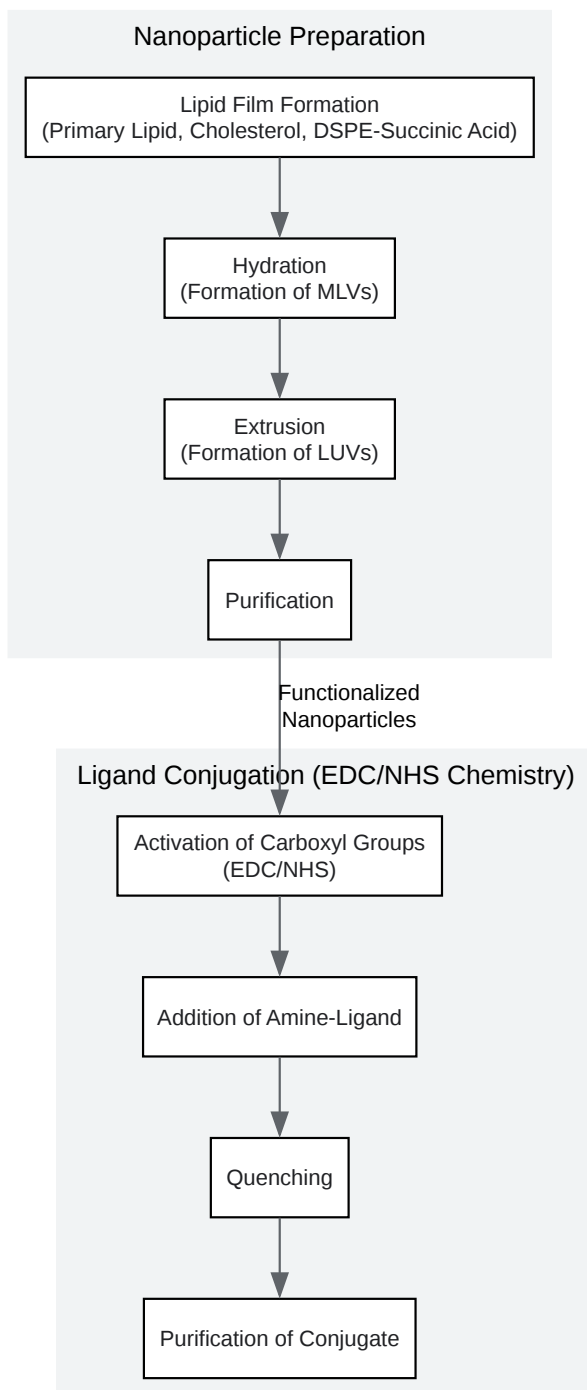 Nanoparticle Preparation
Lipid Film Formation
(Primary Lipid, Cholesterol, DSPE-Succinic Acid)
Hydration
(Formation of MLVs)
Extrusion
(Formation of LUVs)
Purification
Functionalized
Nanoparticles
Ligand Conjugation (EDC/NHS Chemistry)
Activation of Carboxyl Groups
(EDC/NHS)
Addition of Amine-Ligand
Quenching
Purification of Conjugate